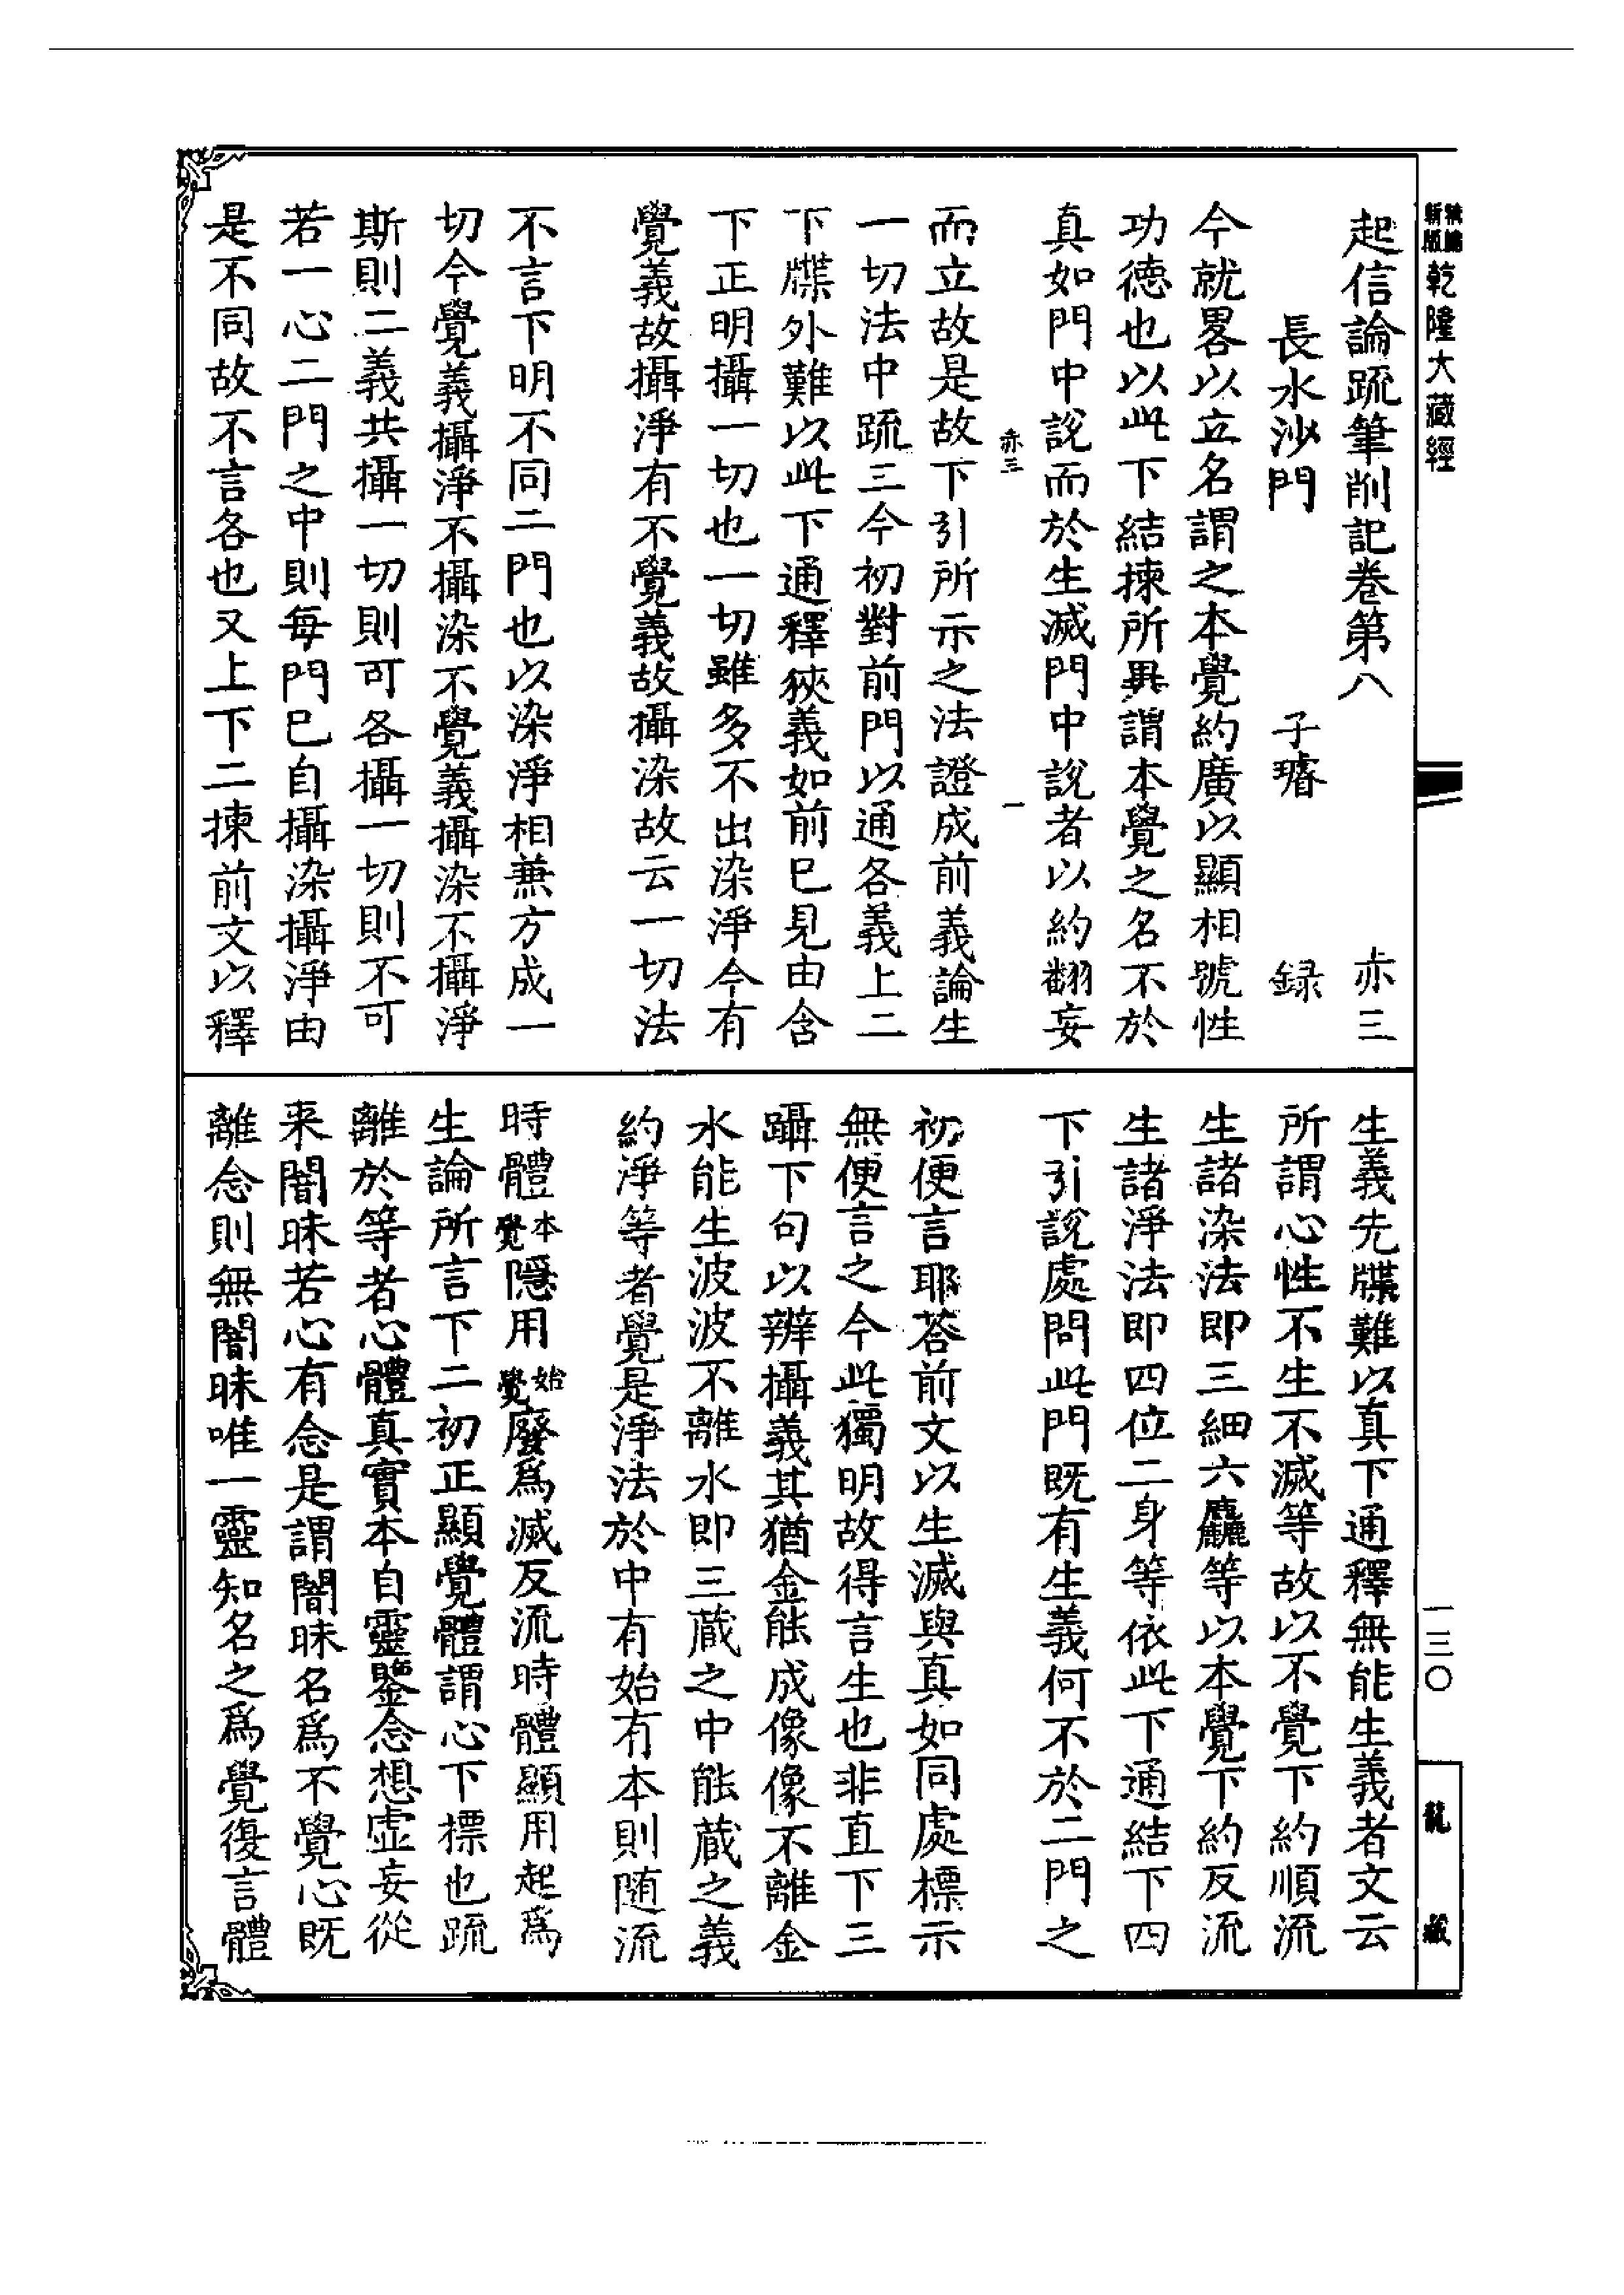 精縮新版乾隆大藏經
起信論疏筆削記卷第八　赤三
長水沙門　子璿　録
今就畧以立名謂之本覺約廣以顯相號性
功德也以此下結揀所異謂本覺之名不於
真如門中說而於生滅門中說者以約翻妄
赤三　一
而立故是故下引所示之法證成前義論生
一切法中疏三今初對前門以通各義上二
下牒外難以此下通釋狹義如前已見由含
下正明攝一切也一切雖多不出染淨今有
覺義故攝淨有不覺義故攝染故云一切法
不言下明不同二門也以染淨相兼方成一
切今覺義攝淨不攝染不覺義攝染不攝淨
斯則二義共攝一切則可各攝一切則不可
若一心二門之中則每門已自攝染攝淨由
是不同故不言各也又上下二揀前文以釋
生義先牒難以真下通釋無能生義者文云
所謂心性不生不滅等故以不覺下約順流
生諸染法即三細六麤等以本覺下約反流
生諸淨法即四位二身等依此下通結下四
下引說處問此門既有生義何不於二門之
初便言耶荅前文以生滅與真如同處標示
無便言之今此獨明故得言生也非直下三
躡下句以辨攝義其猶金能成像像不離金
水能生波波不離水即三藏之中能藏之義
約淨等者覺是淨法於中有始有本則随流
時體本覺隱用始覺廢為滅反流時體顯用起為
生論所言下二初正顯覺體謂心下標也疏
離於等者心體真實本自靈鑒念想虛妄從
来闇昧若心有念是謂闇昧名為不覺心既
離念則無闇昧唯一靈知名之為覺復言體
一三〇
龍藏